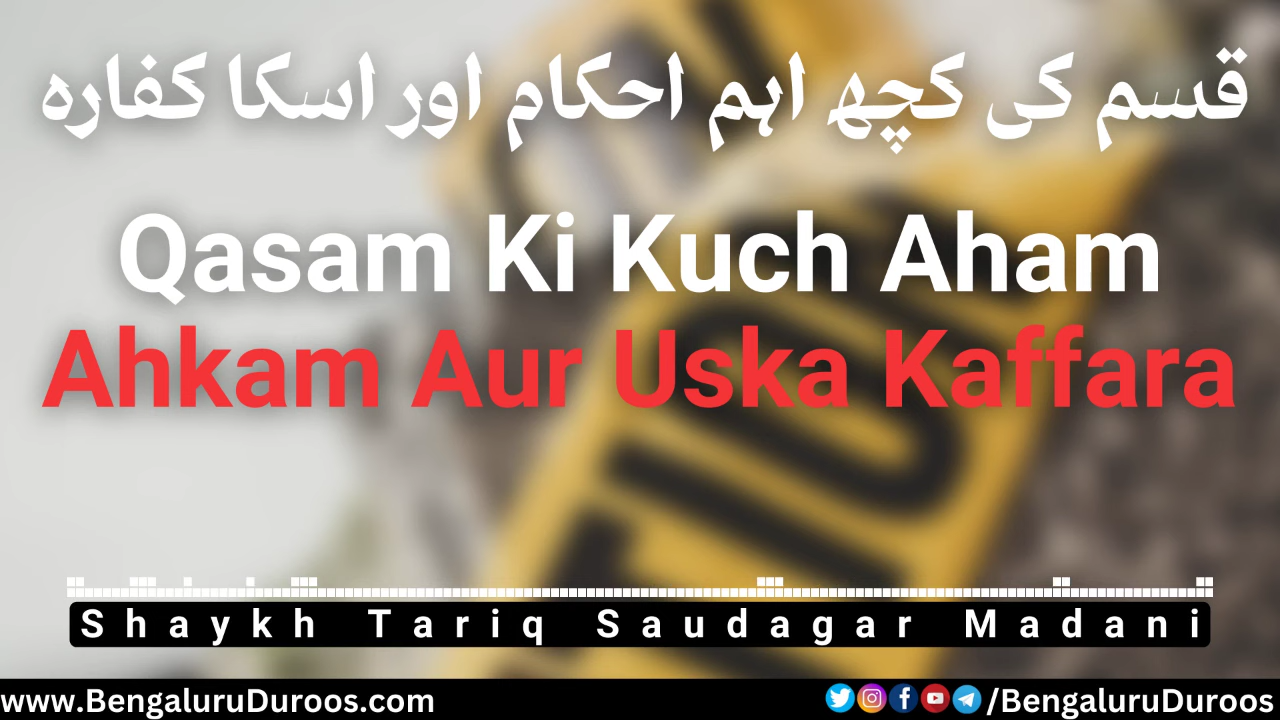 قسم کی کچھ اہم احکام اور اسکا کفارہ
Qasam Ki Kuch Aham
Ahkam Aur Uska Kaffara
Shaykh Tariq Saudagar Madani
www.BengaluruDuroos.com
/BengaluruDuroos